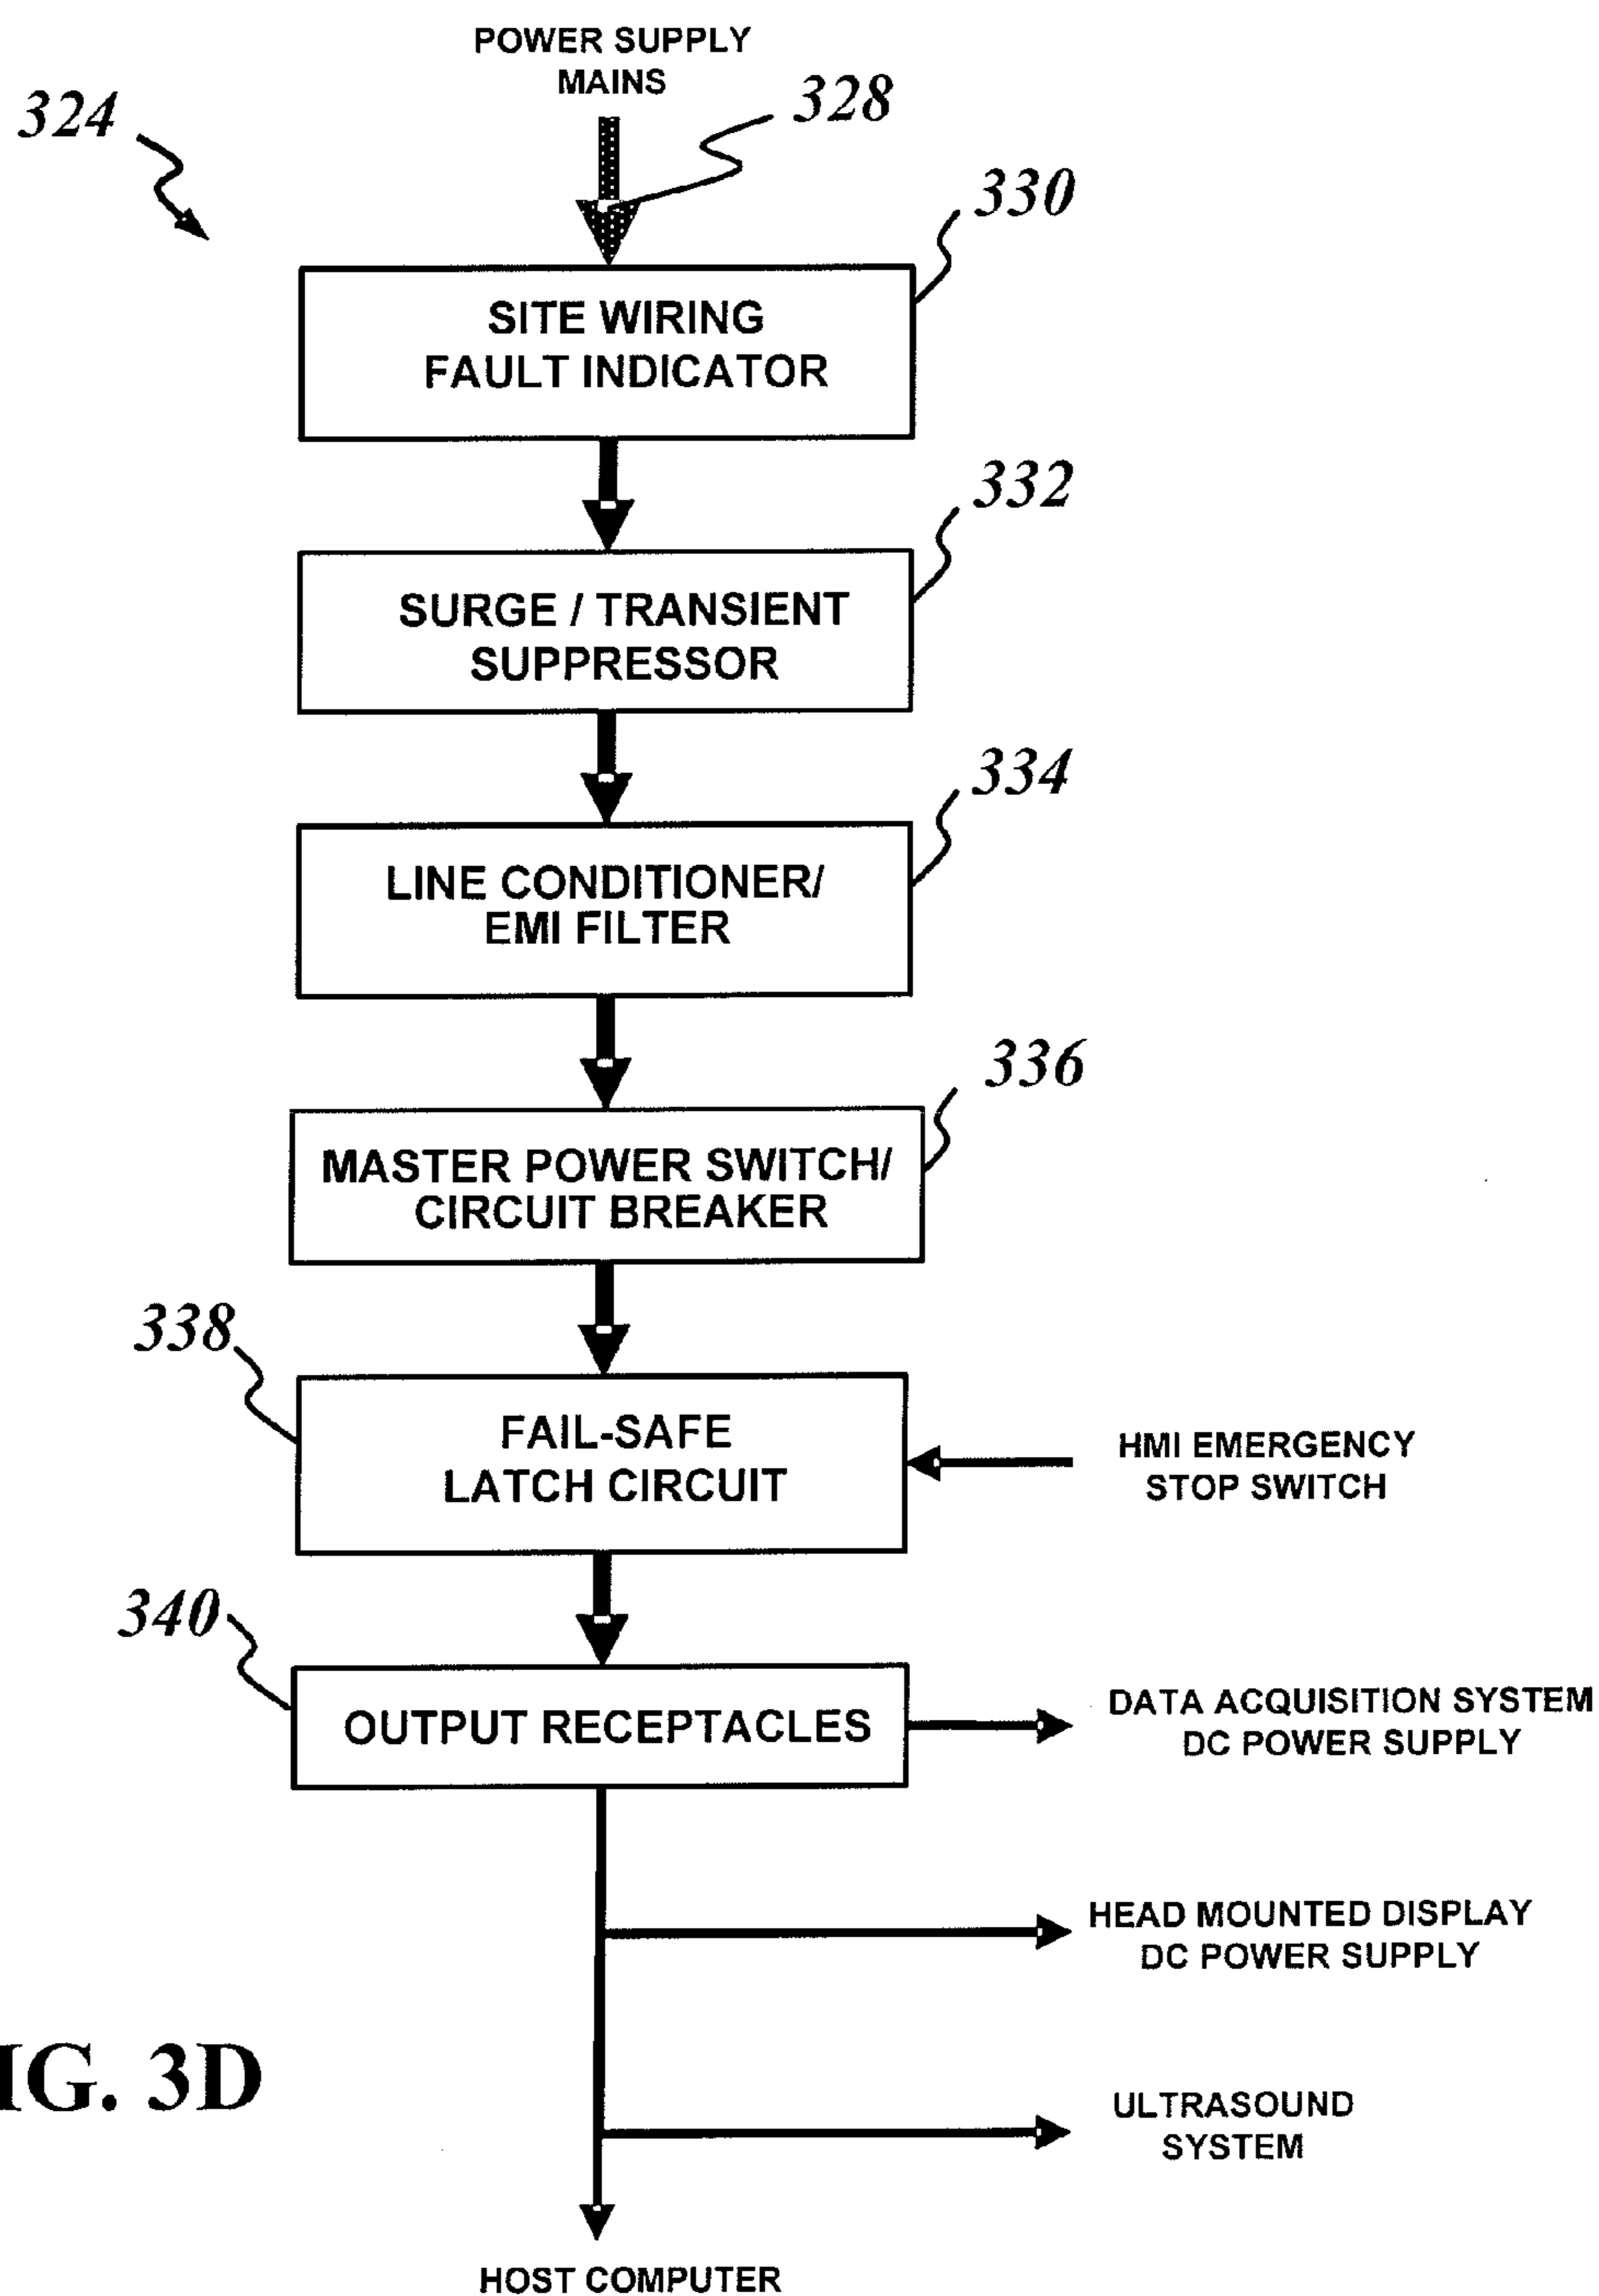 POWER SUPPLY
MAINS
324
328
330
SITE WIRING
FAULT INDICATOR
332
SURGE / TRANSIENT
SUPPRESSOR
334
LINE CONDITIONER/
EMI FILTER
336
MASTER POWER SWITCH/
CIRCUIT BREAKER
338
FAIL-SAFE
LATCH CIRCUIT
HMI EMERGENCY
STOP SWITCH
340
OUTPUT RECEPTACLES
DATA ACQUISITION SYSTEM
DC POWER SUPPLY
HEAD MOUNTED DISPLAY
DC POWER SUPPLY
IG. 3D
ULTRASOUND
SYSTEM
HOST COMPUTER